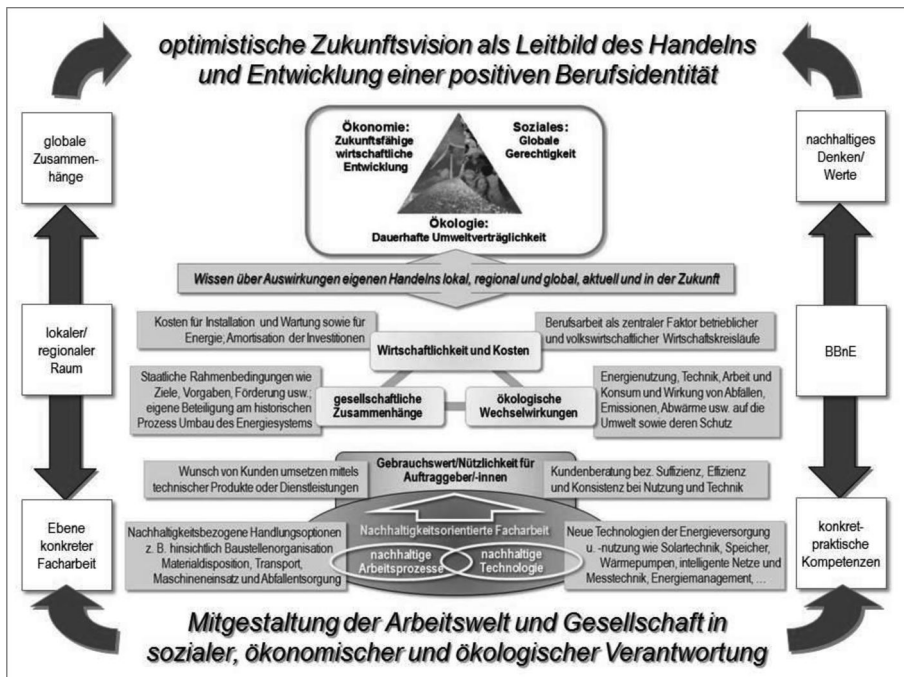 optimistische Zukunftsvision als Leitbild des Handelns
und Entwicklung einer positiven Berufsidentität
globale
Zusammen-
hänge
lokaler/
regionaler
Raum
Ebene
konkreter
Facharbeit
Ökonomie:
Zukunftsfähige
wirtschaftliche
Entwicklung
Soziales:
Globale
Gerechtigkeit
Ökologie:
Dauerhafte Umweltverträglichkeit
Wissen über Auswirkungen eigenen Handelns lokal, regional und global, aktuell und in der Zukunft
Kosten für Installation und Wartung sowie für
Energie, Amortisation der Investitionen
Wirtschaftlichkeit und Kosten
Berufsarbeit als zentraler Faktor betrieblicher
und volkswirtschaftlicher Wirtschaftskreisläufe
Staatliche Rahmenbedingungen wie
Ziele, Vorgaben, Förderung usw.;
eigene Beteiligung am historischen
Prozess Umbau des Energiesystems
gesellschaftliche
Zusammenhänge
ökologische
Wechselwirkungen
Energienutzung, Technik, Arbeit und
Konsum und Wirkung von Abfällen,
Emissionen, Abwärme usw. auf die
Umwelt sowie deren Schutz
Gebrauchswert/Nützlichkeit für
Auftraggeber/-innen
Wunsch von Kunden umsetzen mittels
technischer Produkte oder Dienstleistungen
Kundenberatung bez. Suffizienz, Effizienz
und Konsistenz bei Nutzung und Technik
Nachhaltigkeitsorientierte Facharbeit
nachhaltige
Arbeitsprozesse
nachhaltige
Technologie
Nachhaltigkeitsbezogene Handlungsoptionen
z. B. hinsichtlich Baustellenorganisation
Materialdisposition, Transport,
Maschineneinsatz und Abfallentsorgung
Neue Technologien der Energieversorgung
u. -nutzung wie Solartechnik, Speicher,
Wärmepumpen, intelligente Netze und
Messtechnik, Energiemanagement, ...
nachhaltiges
Denken/
Werte
BBnE
konkret-
praktische
Kompetenzen
Mitgestaltung der Arbeitswelt und Gesellschaft in
sozialer, ökonomischer und ökologischer Verantwortung